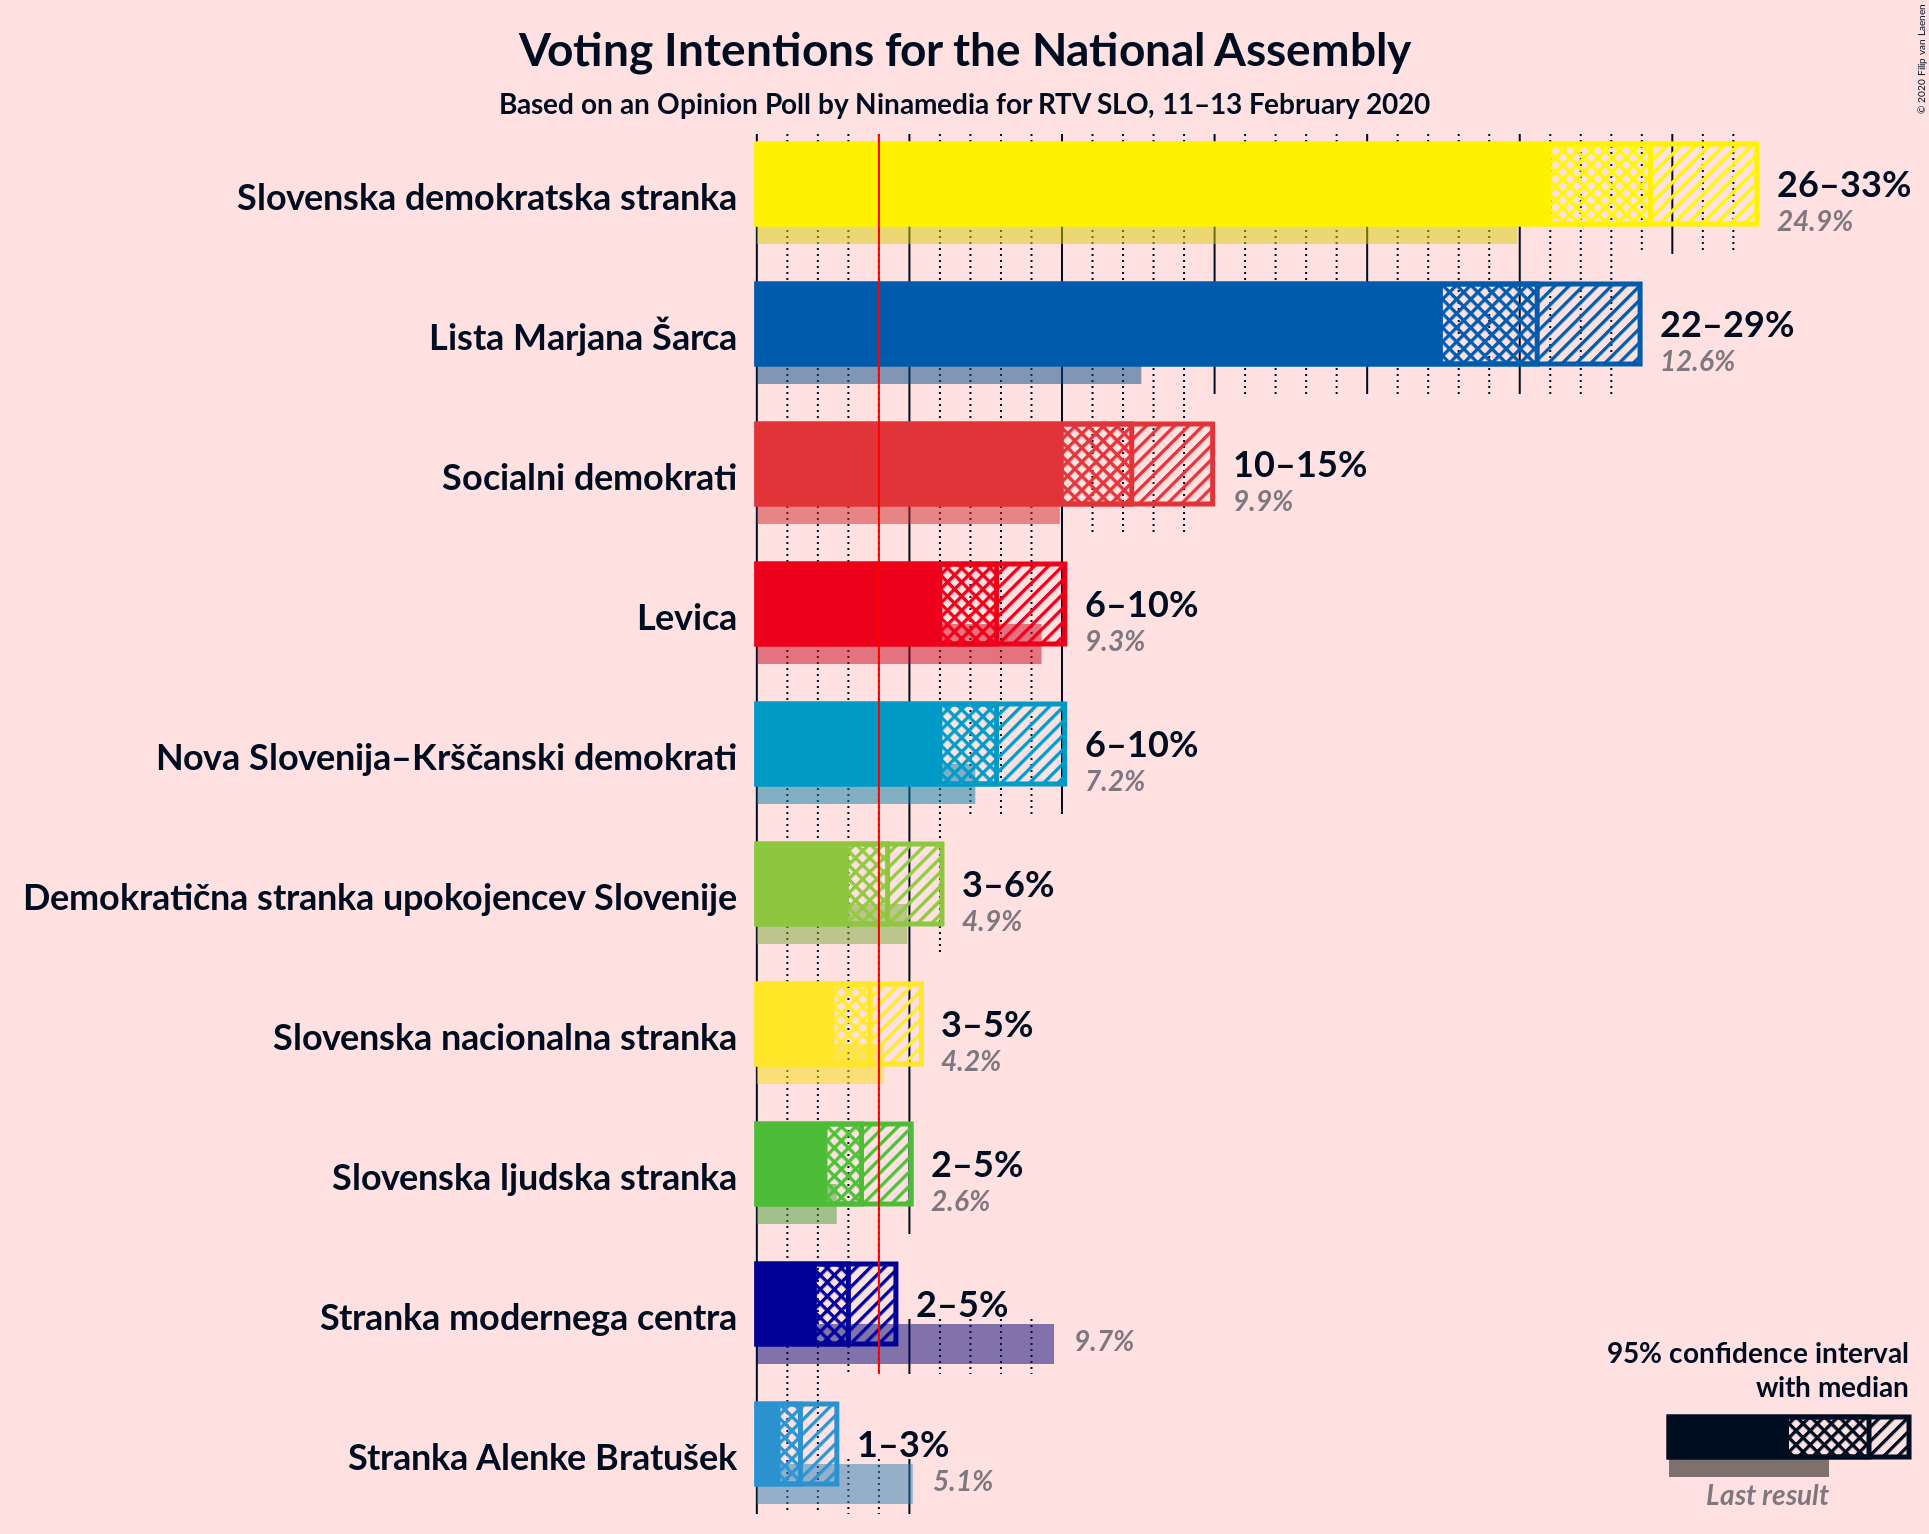 Voting Intentions for the National Assembly
Based on an Opinion Poll by Ninamedia for RTV SLO, 11–13 February 2020
© 2020 Filip van Laenen
Slovenska demokratska stranka
26–33%
24.9%
Lista Marjana Šarca
22–29%
12.6%
Socialni demokrati
10–15%
9.9%
Levica
6–10%
9.3%
Nova Slovenija–Krščanski demokrati
6–10%
7.2%
Demokratična stranka upokojencev Slovenije
3–6%
4.9%
Slovenska nacionalna stranka
3–5%
4.2%
Slovenska ljudska stranka
2–5%
2.6%
Stranka modernega centra
2–5%
9.7%
Stranka Alenke Bratušek
1–3%
5.1%
95% confidence interval
with median
Last result